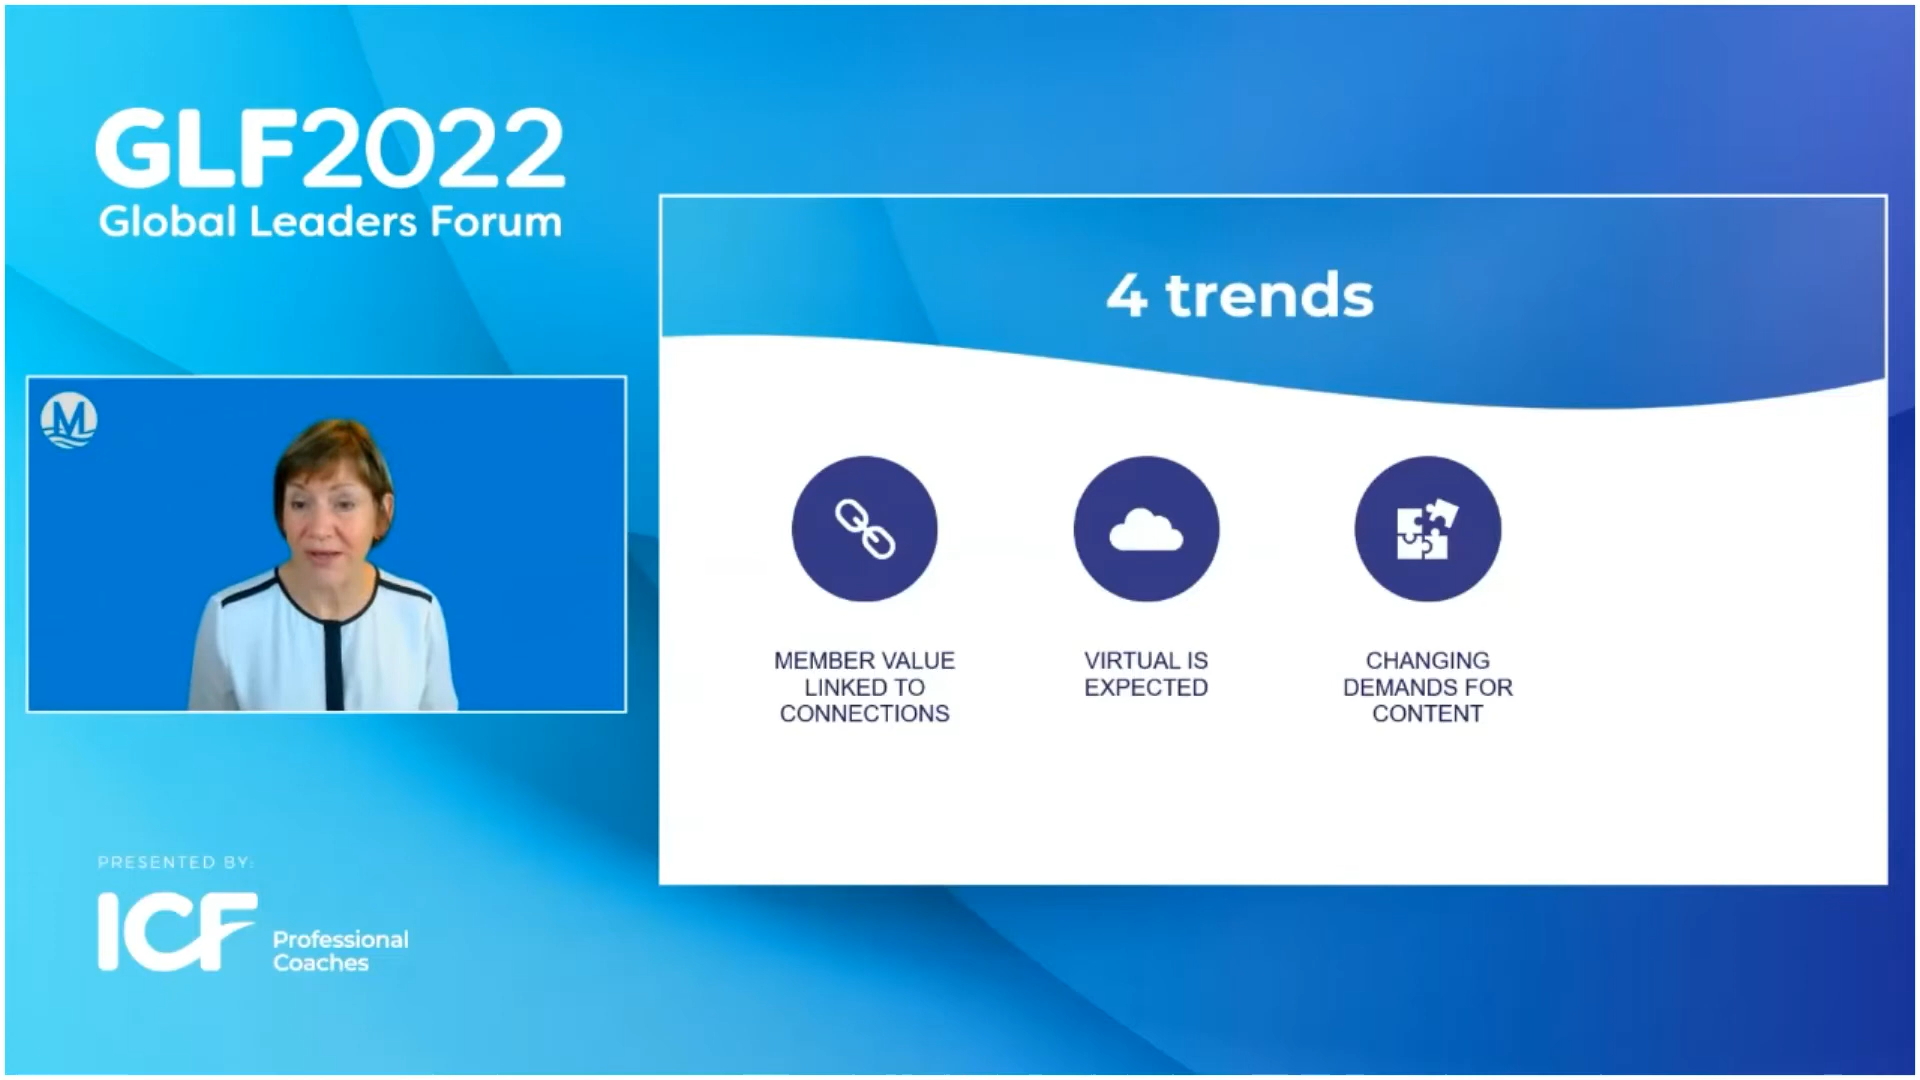 GLF2022
Global Leaders Forum
M
4 trends
MEMBER VALUE
LINKED TO
CONNECTIONS
VIRTUAL IS
EXPECTED
CHANGING
DEMANDS FOR
CONTENT
PRESENTED BY:
ICF
Professional
Coaches